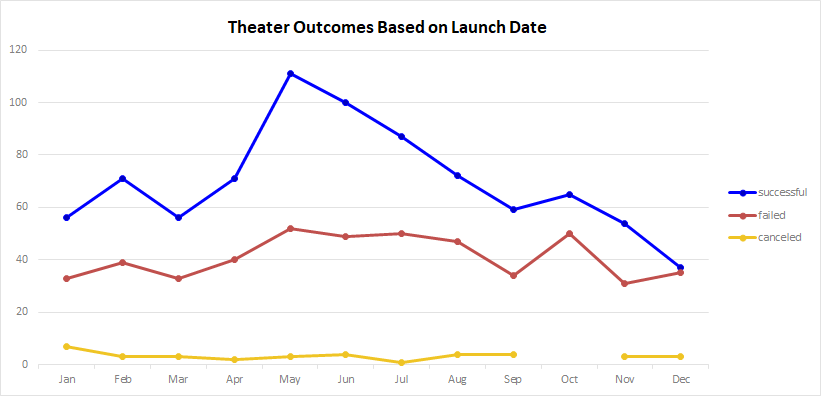 Theater Outcomes Based on Launch Date
120
100
80
60
40
20
0
Jan Feb Mar Apr May Jun Jul Aug Sep Oct Nov Dec
successful
failed
canceled